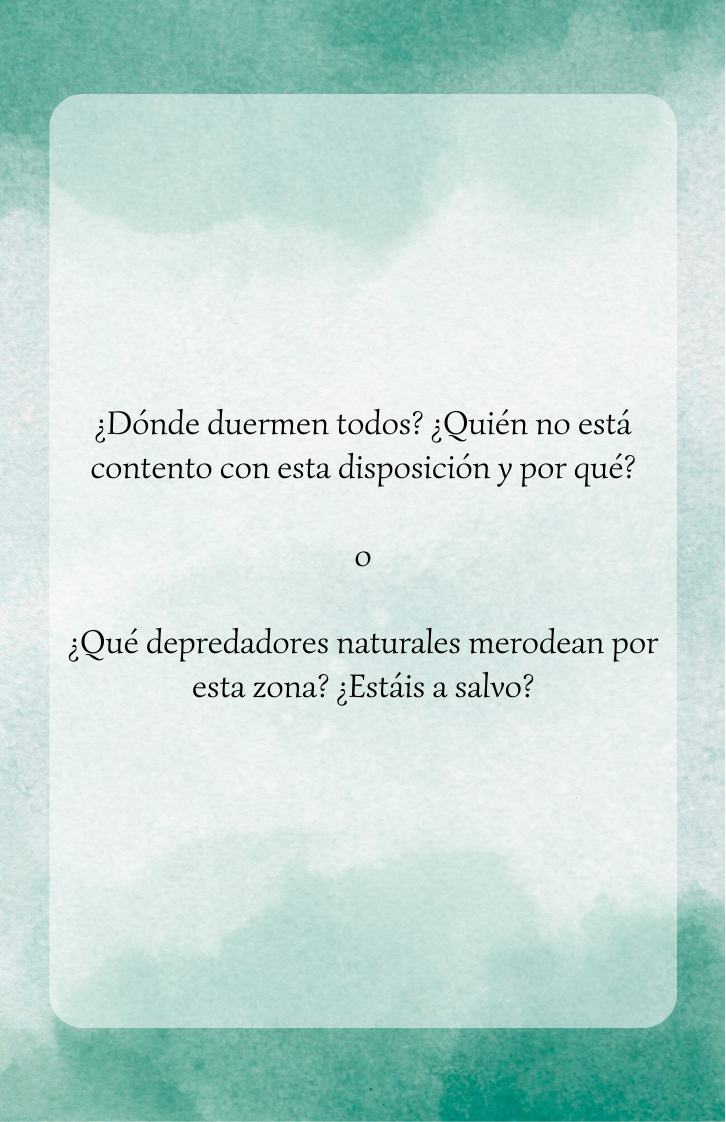 ¿Dónde duermen todos? ¿Quién no está
contento con esta disposición y por qué?
o
¿Qué depredadores naturales merodean por
esta zona? ¿Estáis a salvo?